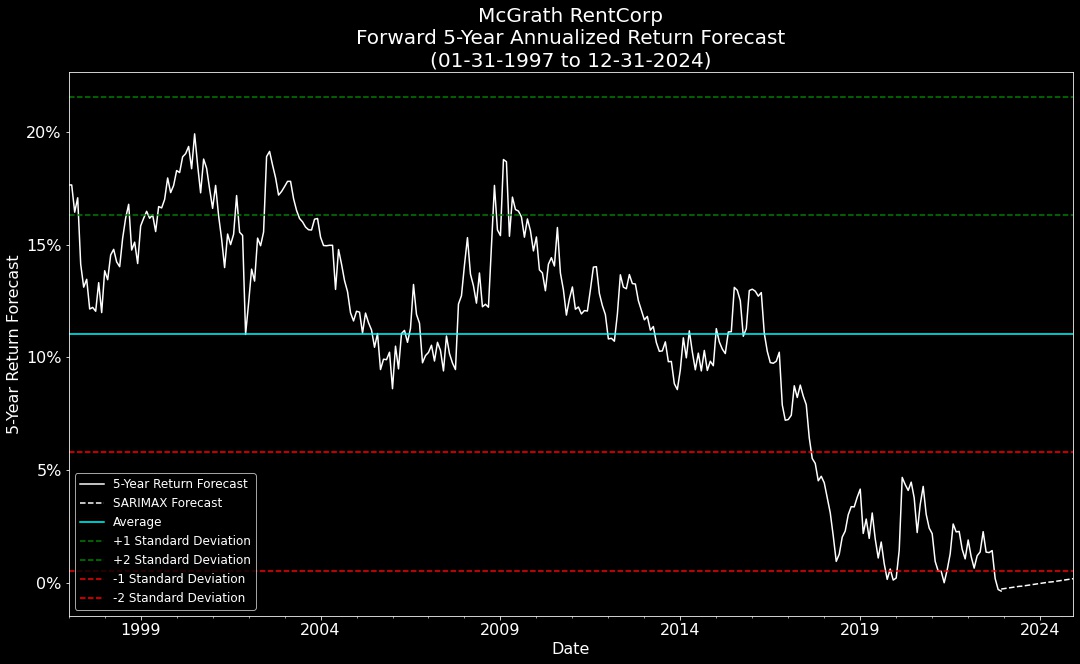 McGrath RentCorp
Forward 5-Year Annualized Return Forecast
(01-31-1997 to 12-31-2024)
5-Year Return Forecast
20%
15%
10%
5%
0%
5-Year Return Forecast
SARIMAX Forecast
Average
+1 Standard Deviation
+2 Standard Deviation
-1 Standard Deviation
-2 Standard Deviation
1999
2004
2009
2014
2019
2024
Date